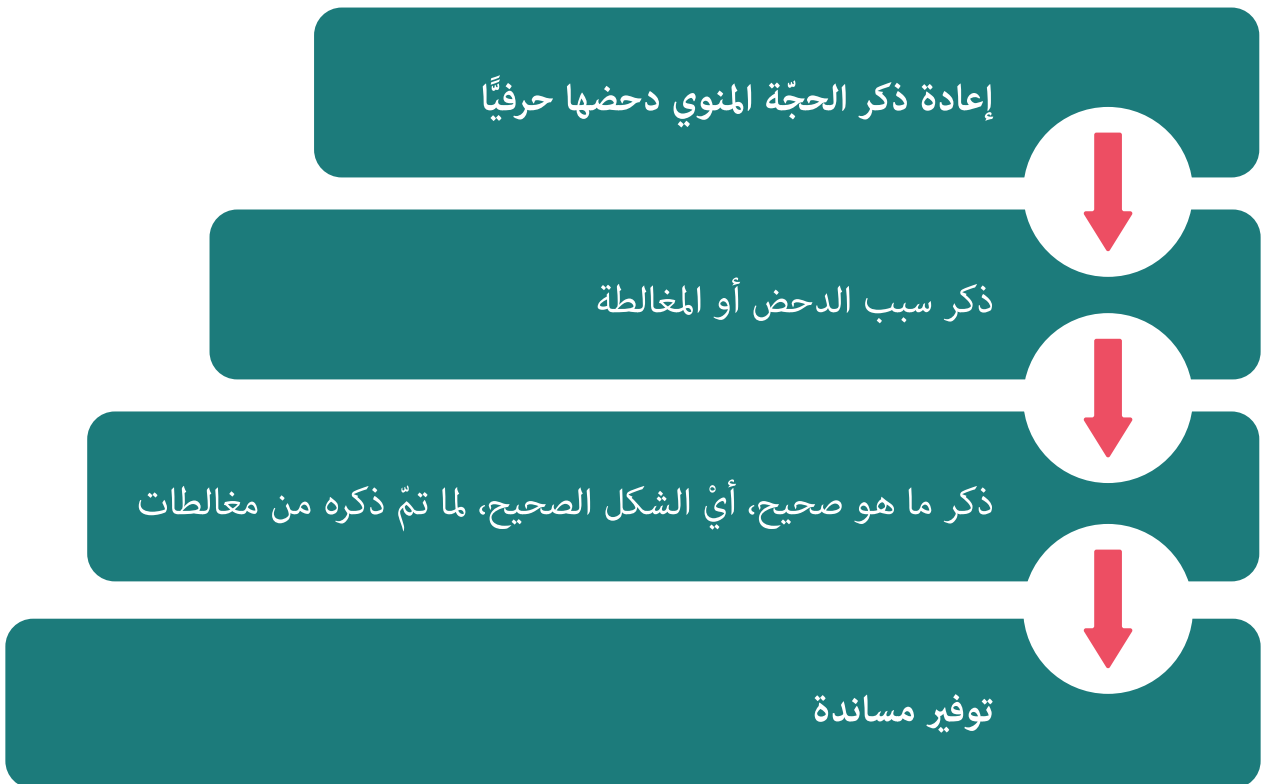 إعادة ذكر الحجّة المنوي دحضها حرفيًّا
ذكر سبب الدحض أو المغالطة
ذكر ما هو صحيح، أيْ الشكل الصحيح، لما تمّ ذكره من مغالطات
توفير مساندة